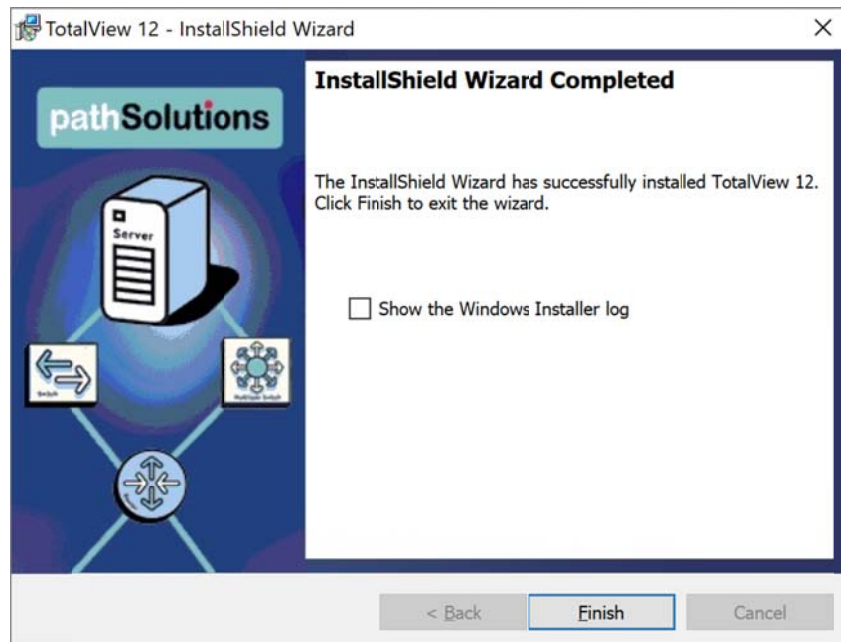 TotalView 12 - InstallShield Wizard
pathSolutions
Server
Switch
InstallShield Wizard Completed
The InstallShield Wizard has successfully installed TotalView 12.
Click Finish to exit the wizard.
Show the Windows Installer log
< Back
Finish
Cancel